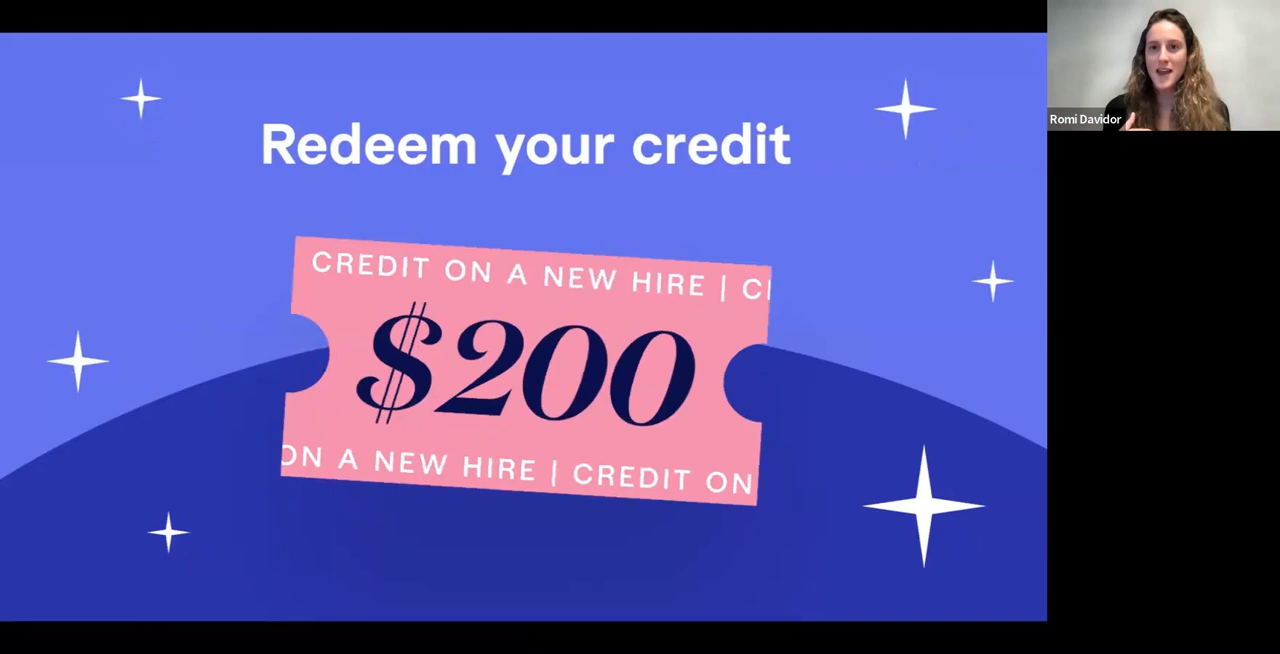 Redeem your credit
CREDIT ON A NEW HIRE | C
$200
ON A NEW HIRE | CREDIT ON
Romi Davidor